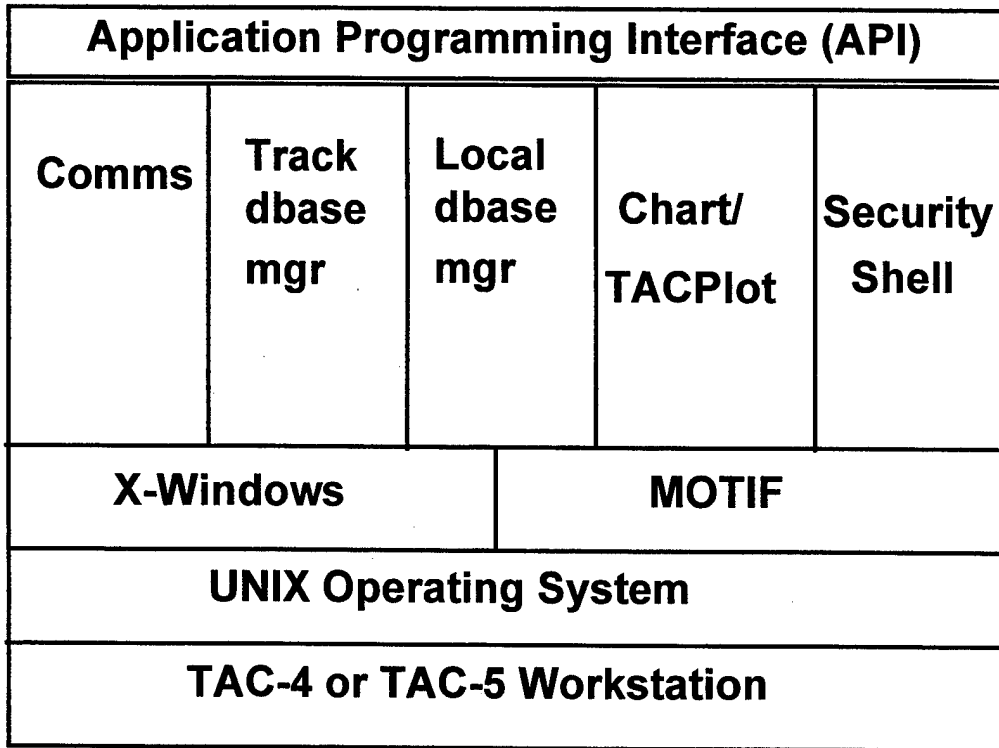 Application Programming Interface (API)
Comms
Track
dbase
mgr
Local
dbase
mgr
Chart/
TACPlot
Security
Shell
X-Windows
MOTIF
UNIX Operating System
TAC-4 or TAC-5 Workstation